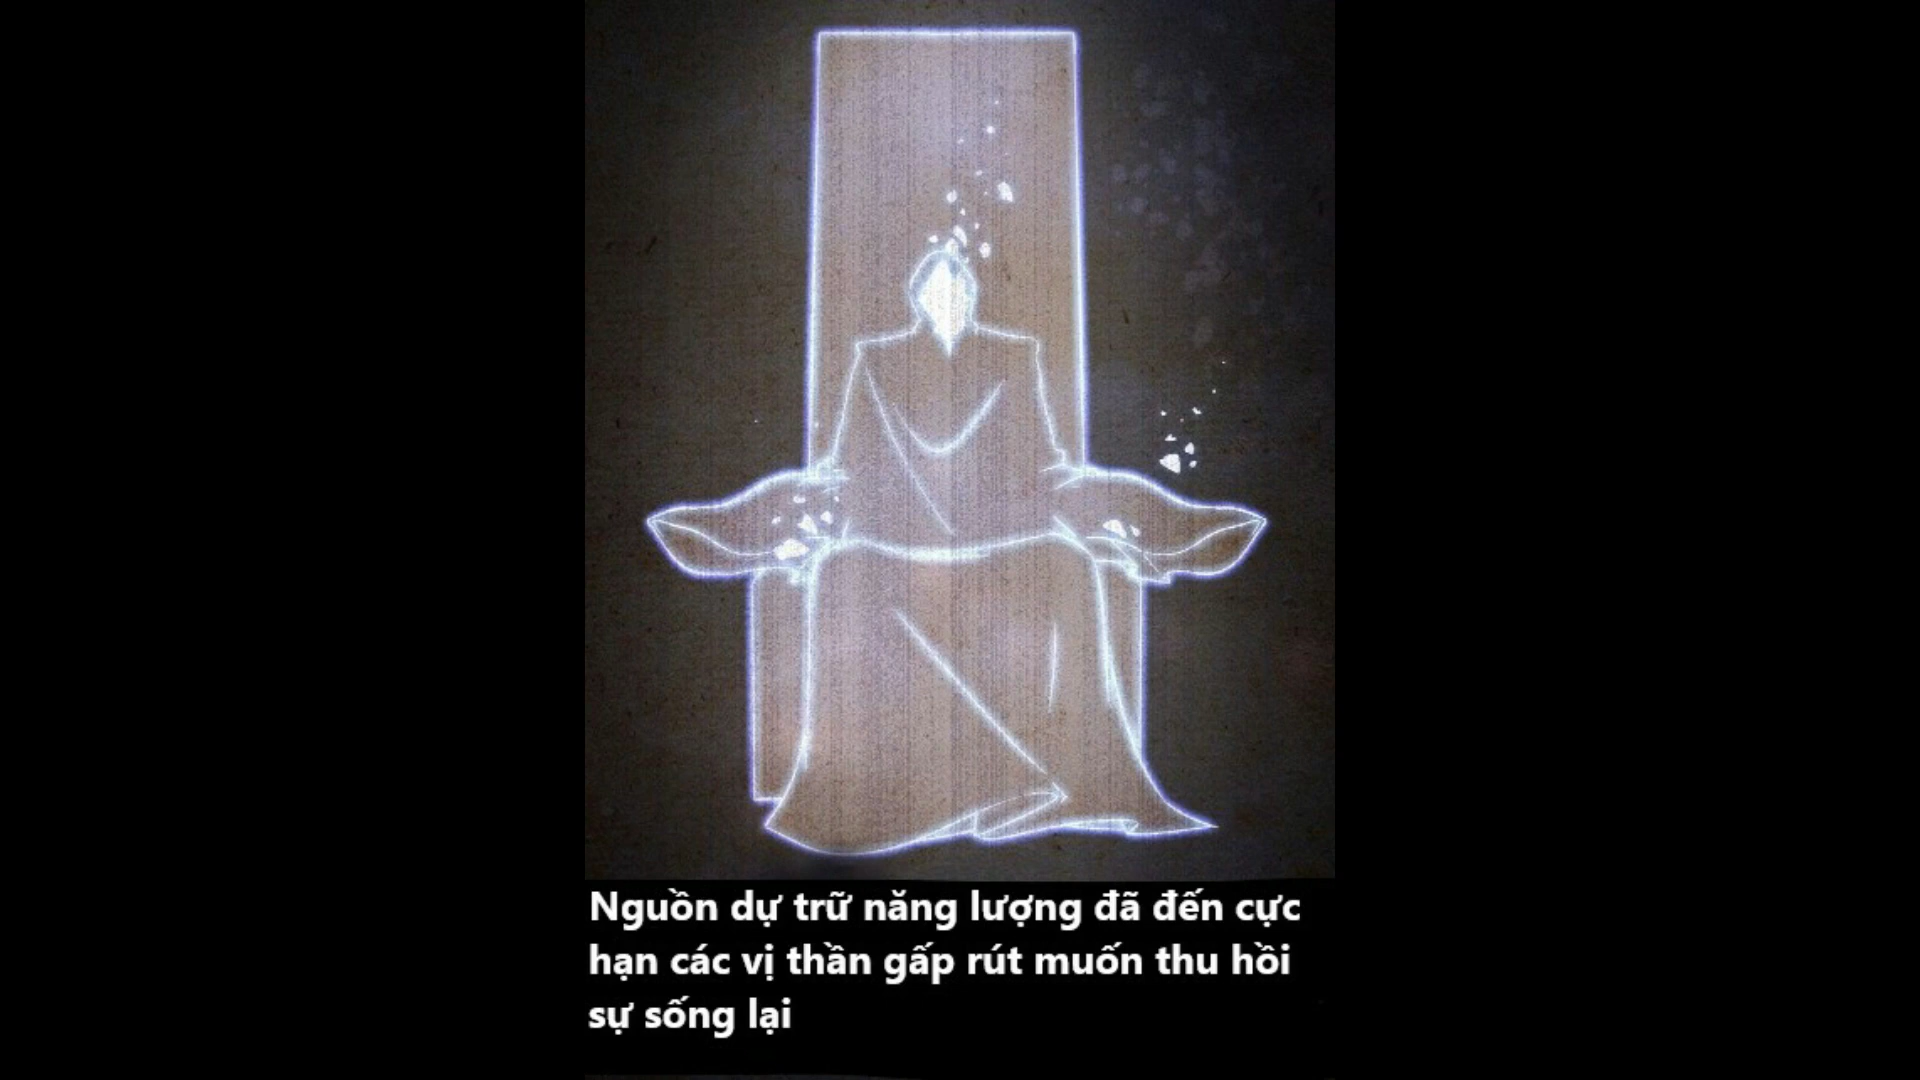 Nguồn dự trữ năng lượng đã đến cực
hạn các vị thần gấp rút muốn thu hồi
sự sống lại